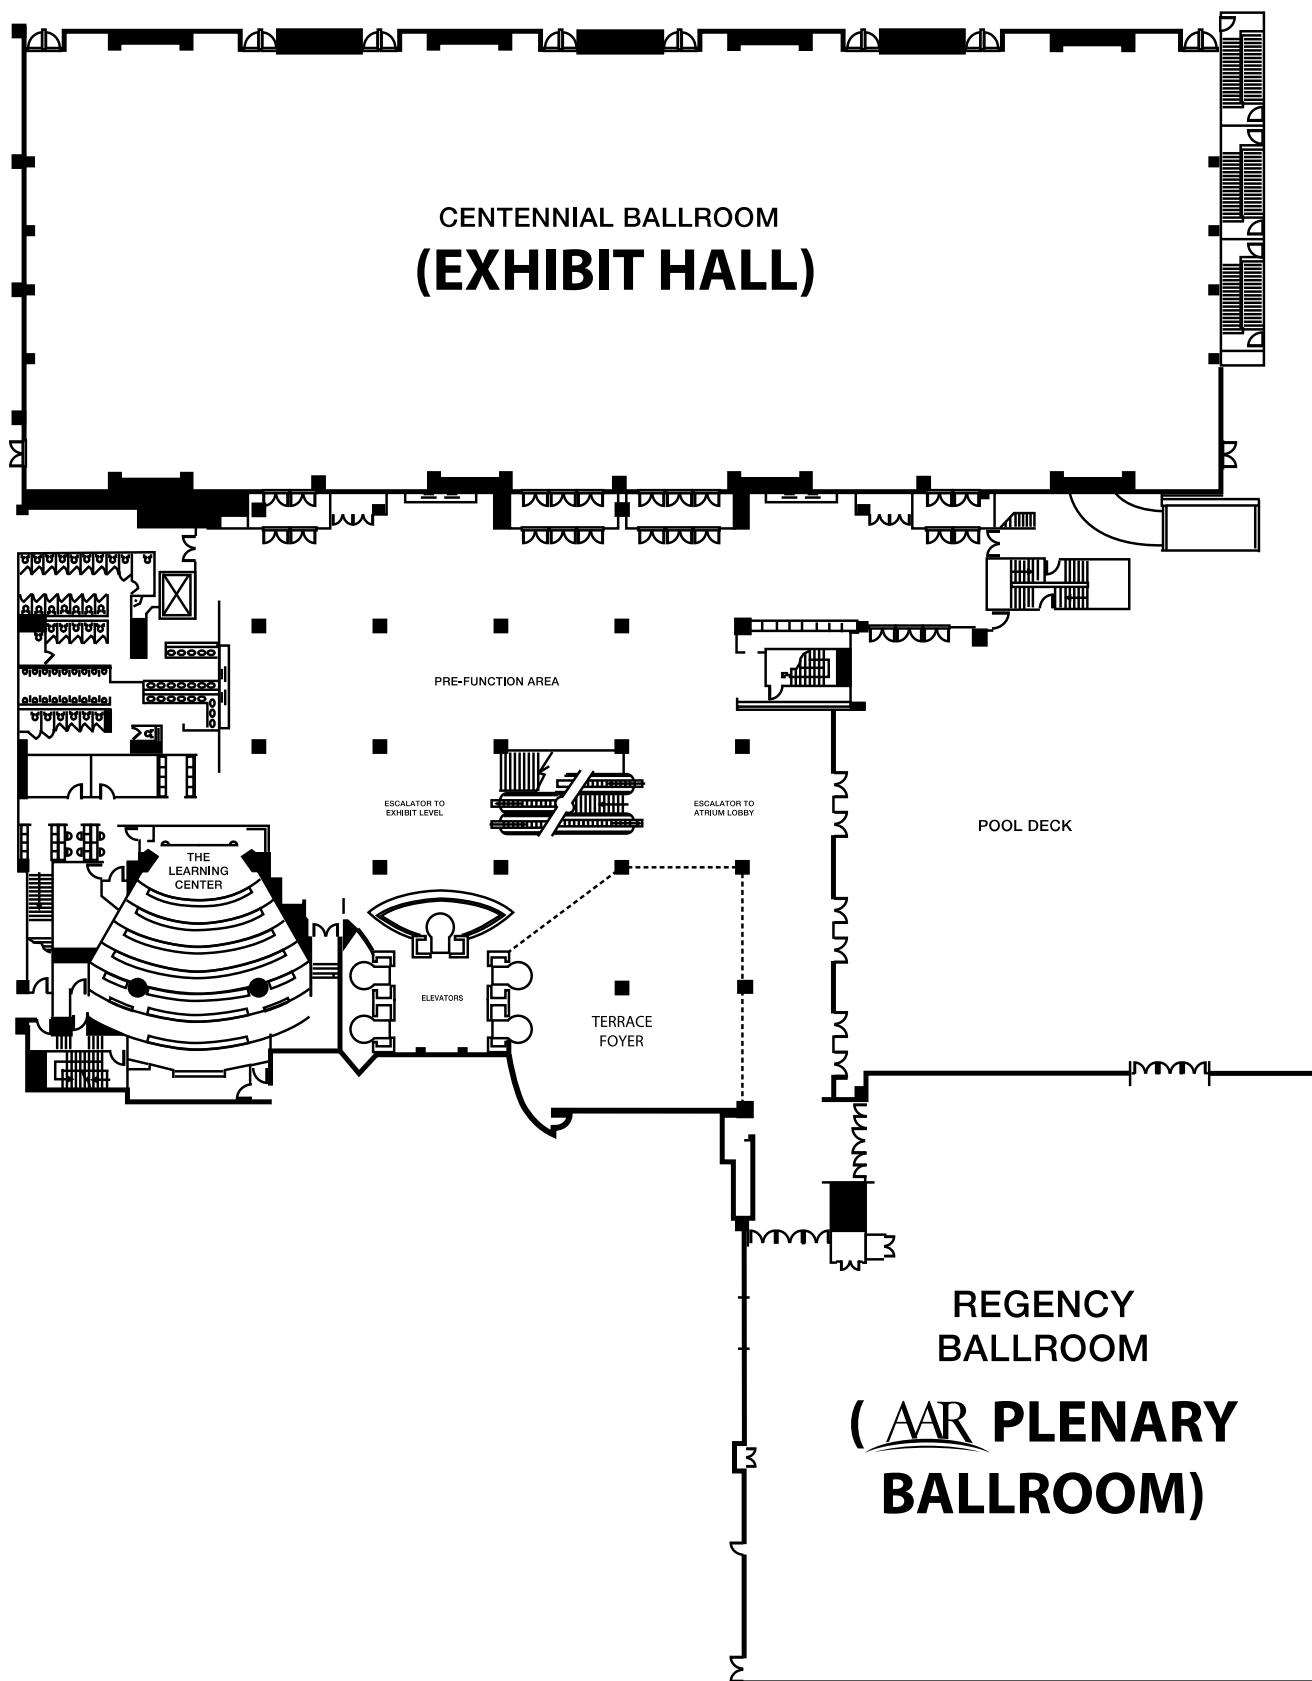 CENTENNIAL BALLROOM
(EXHIBIT HALL)
PRE-FUNCTION AREA
ESCALATOR TO
EXHIBIT LEVEL
ESCALATOR TO
ATRIUM LOBBY
POOL DECK
THE
LEARNING
CENTER
ELEVATORS
TERRACE
FOYER
REGENCY
BALLROOM
( AAR PLENARY
BALLROOM)